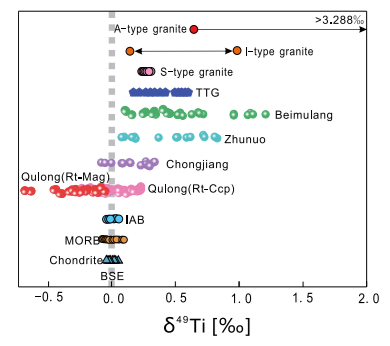 >3.288‰
A-type granite
I-type granite
S-type granite
TTG
Beimulang
Zhunuo
Chongjiang
Qulong(Rt-Mag)
Qulong(Rt-Ccp)
IAB
MORB
Chondrite
BSE
−0.5 0.0 0.5 1.0 1.5 2.0
δ⁴⁹Ti [‰]